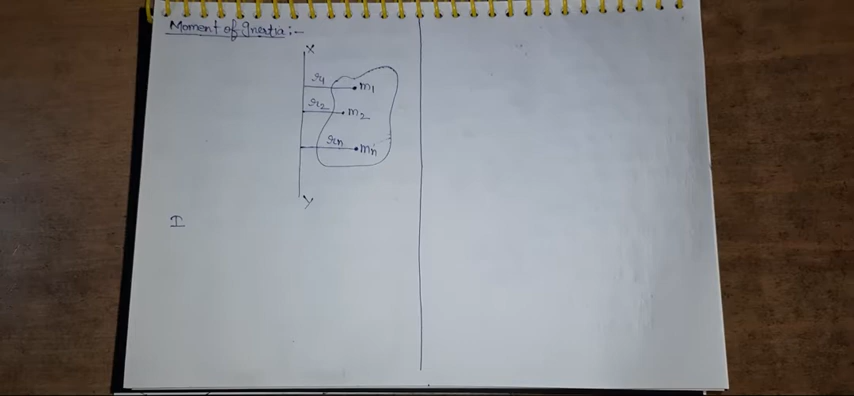 Moment of Inertia :-
X
r1 m1
r2 m2
rn mn
Y
I